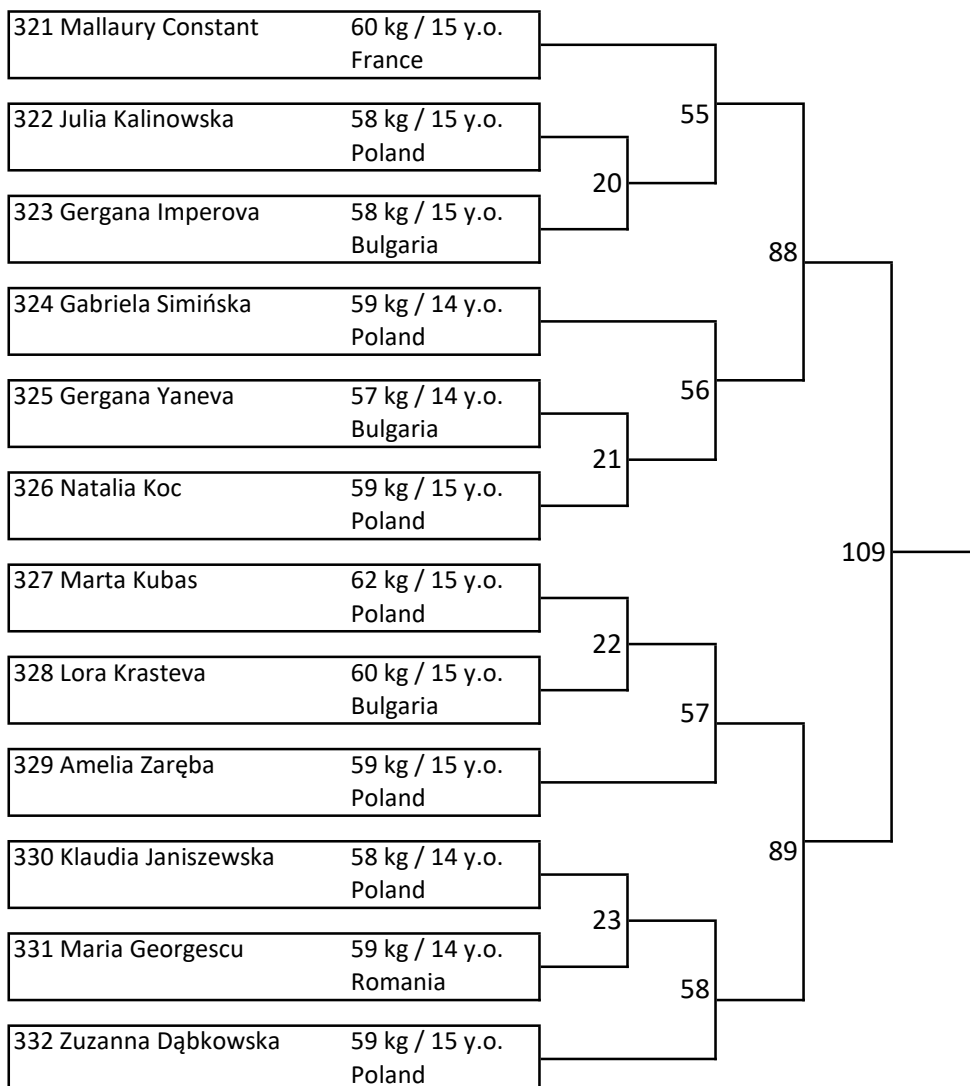 321 Mallaury Constant 60 kg / 15 y.o.
France
322 Julia Kalinowska 58 kg / 15 y.o.
55
Poland
20
323 Gergana Imperova 58 kg / 15 y.o.
Bulgaria
88
324 Gabriela Simińska 59 kg / 14 y.o.
Poland
325 Gergana Yaneva 57 kg / 14 y.o.
56
Bulgaria
21
326 Natalia Koc 59 kg / 15 y.o.
Poland
109
327 Marta Kubas 62 kg / 15 y.o.
Poland
22
328 Lora Krasteva 60 kg / 15 y.o.
Bulgaria
57
329 Amelia Zaręba 59 kg / 15 y.o.
Poland
330 Klaudia Janiszewska 58 kg / 14 y.o.
89
Poland
23
331 Maria Georgescu 59 kg / 14 y.o.
Romania
58
332 Zuzanna Dąbkowska 59 kg / 15 y.o.
Poland